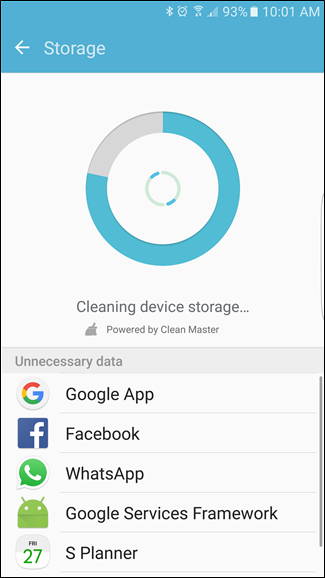 93% 10:01 AM
Storage
Cleaning device storage...
Powered by Clean Master
Unnecessary data
Google App
Facebook
WhatsApp
Google Services Framework
FRI
27
S Planner